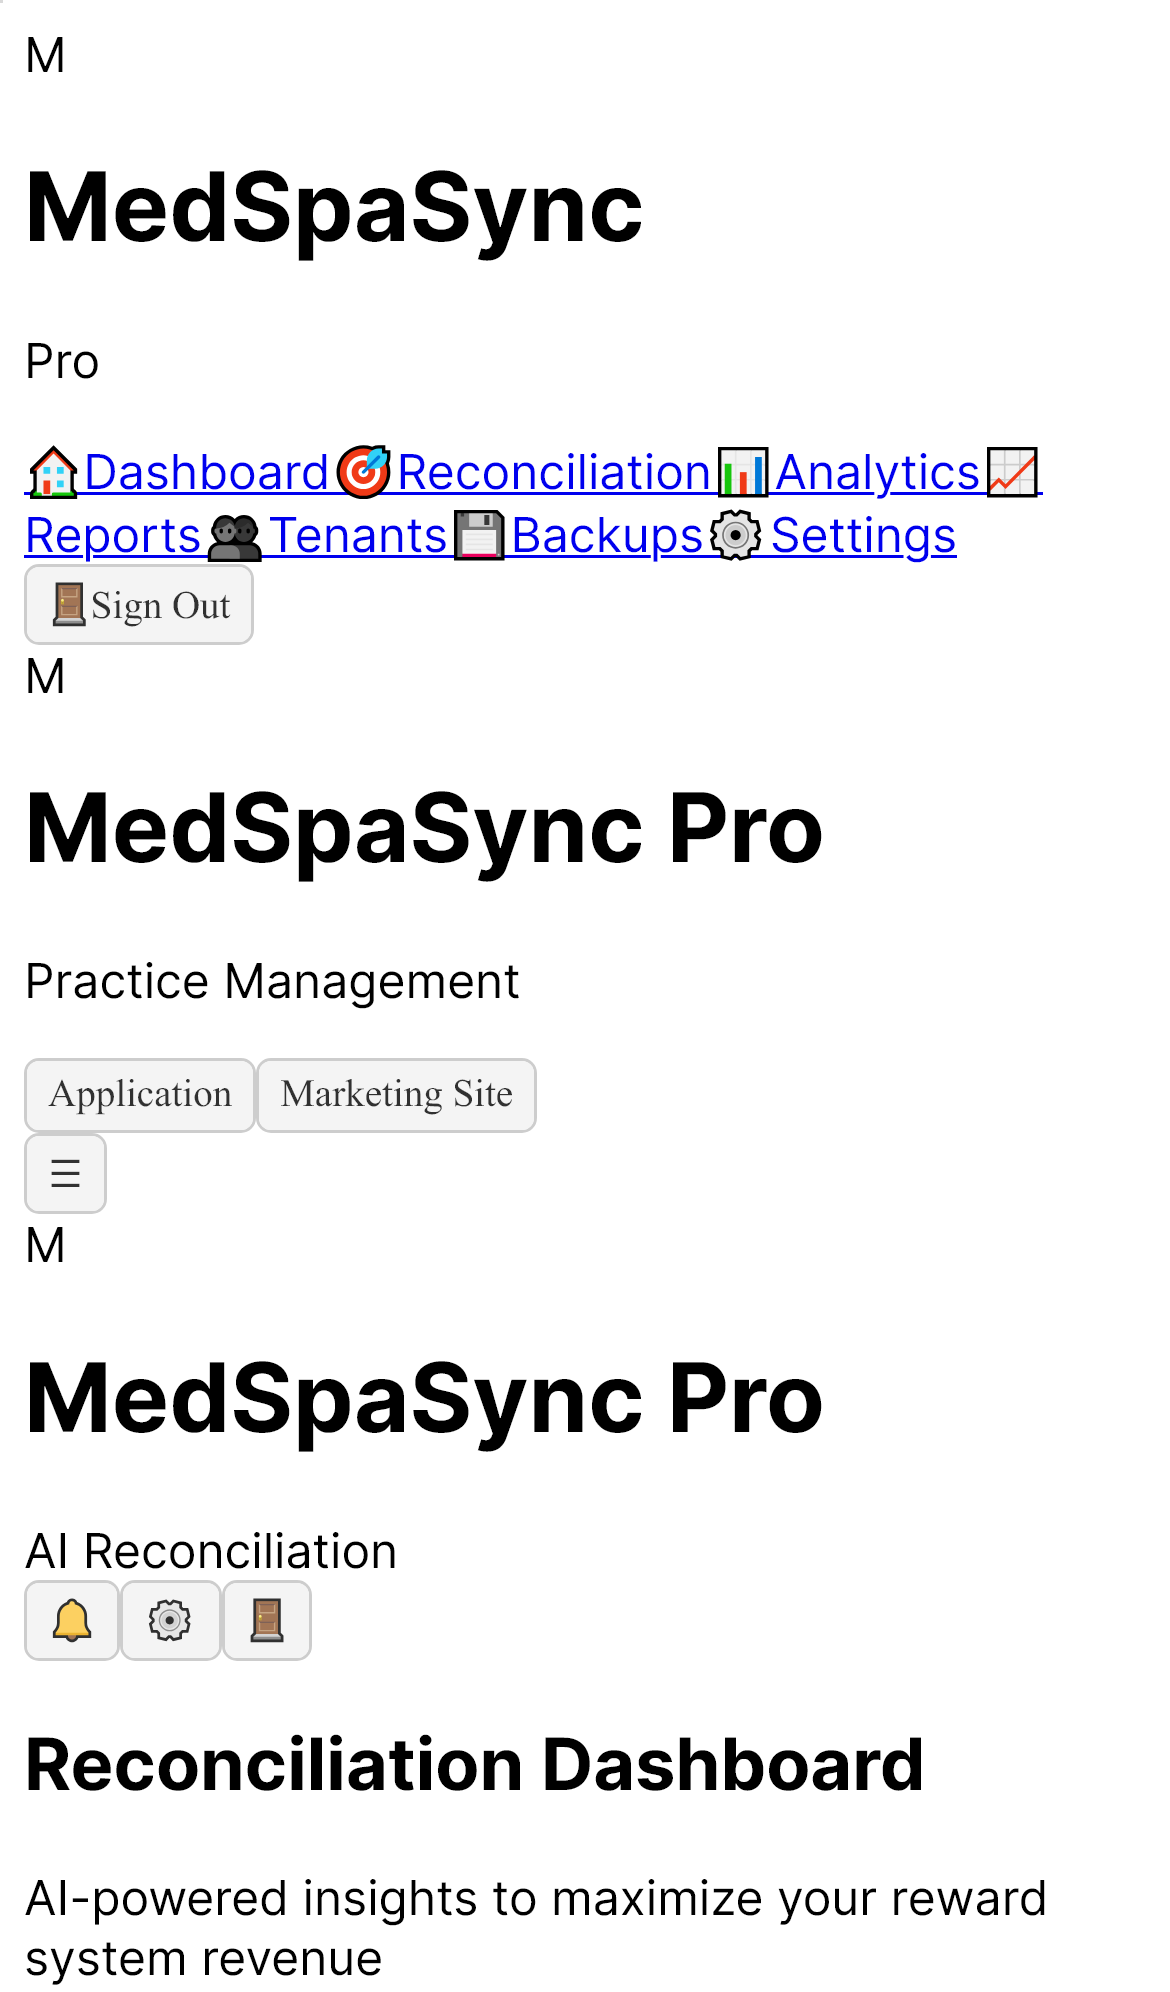 M
MedSpaSync
Pro
🏠Dashboard🎯Reconciliation📊Analytics📈
Reports👥Tenants💾Backups⚙️Settings
🚪Sign Out
M
MedSpaSync Pro
Practice Management
Application Marketing Site
☰
M
MedSpaSync Pro
AI Reconciliation
🔔 ⚙️ 🚪
Reconciliation Dashboard
AI-powered insights to maximize your reward
system revenue